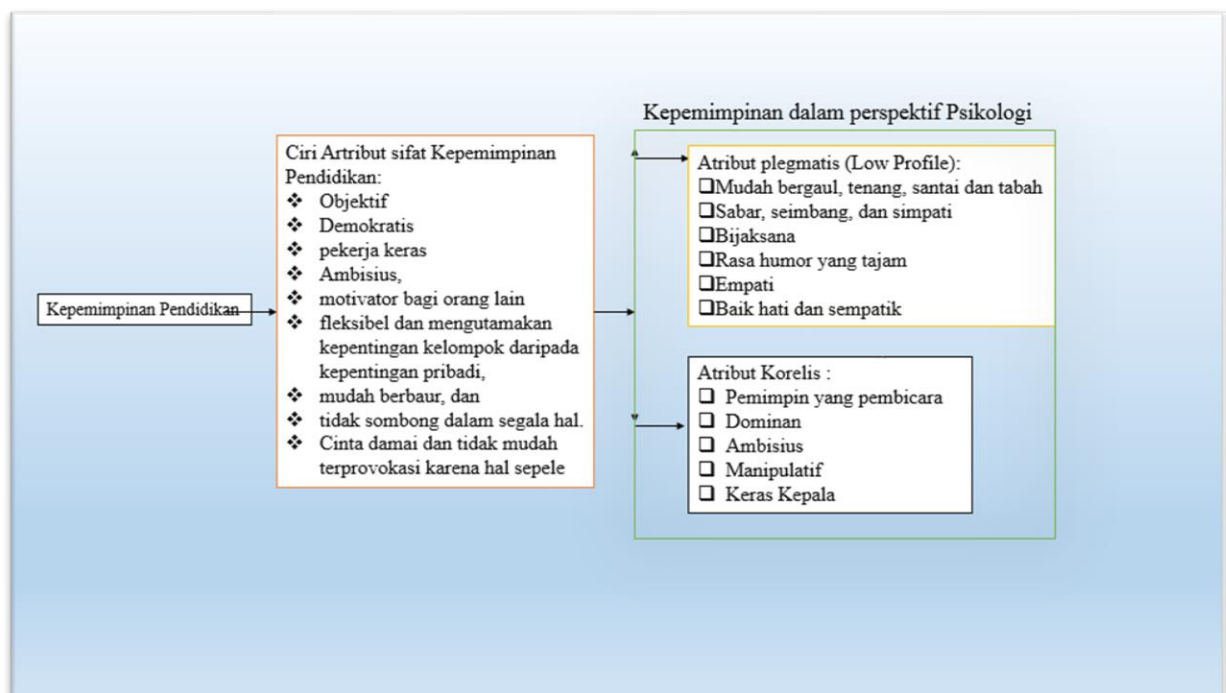 Kepemimpinan Pendidikan
Ciri Artribut sifat Kepemimpinan
Pendidikan:
❖ Objektif
❖ Demokratis
❖ pekerja keras
❖ Ambisius,
❖ motivator bagi orang lain
❖ fleksibel dan mengutamakan
kepentingan kelompok daripada
kepentingan pribadi,
❖ mudah berbaur, dan
❖ tidak sombong dalam segala hal.
❖ Cinta damai dan tidak mudah
terprovokasi karena hal sepele
Kepemimpinan dalam perspektif Psikologi
Atribut plegmatis (Low Profile):
❑Mudah bergaul, tenang, santai dan tabah
❑Sabar, seimbang, dan simpati
❑Bijaksana
❑Rasa humor yang tajam
❑Empati
❑Baik hati dan sempatik
Atribut Korelis :
❑ Pemimpin yang pembicara
❑ Dominan
❑ Ambisius
❑ Manipulatif
❑ Keras Kepala